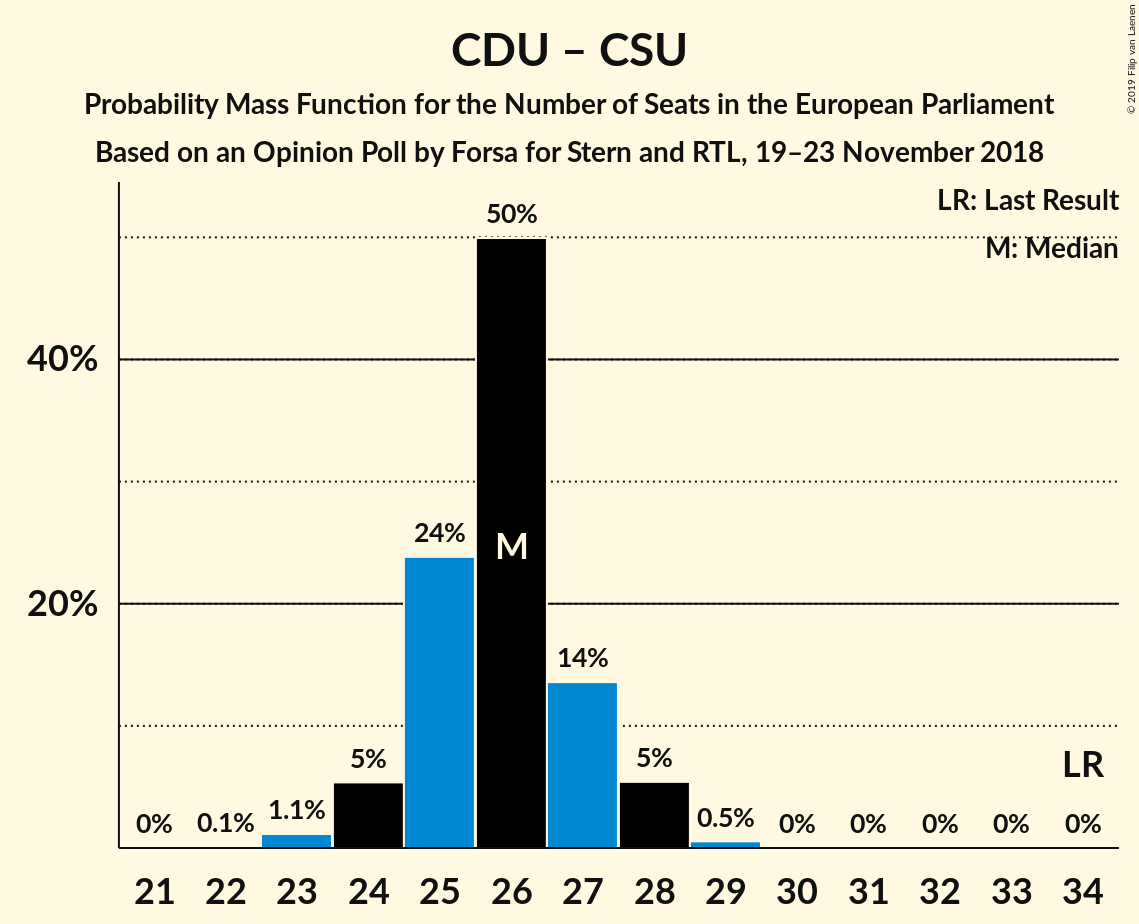 CDU – CSU
Probability Mass Function for the Number of Seats in the European Parliament
Based on an Opinion Poll by Forsa for Stern and RTL, 19–23 November 2018
© 2019 Filip van Laenen
LR: Last Result
M: Median
50%
40%
24%
M
20%
14%
5%
5%
LR
0%
0.1%
1.1%
0.5%
0%
0%
0%
0%
0%
21 22 23 24 25 26 27 28 29 30 31 32 33 34